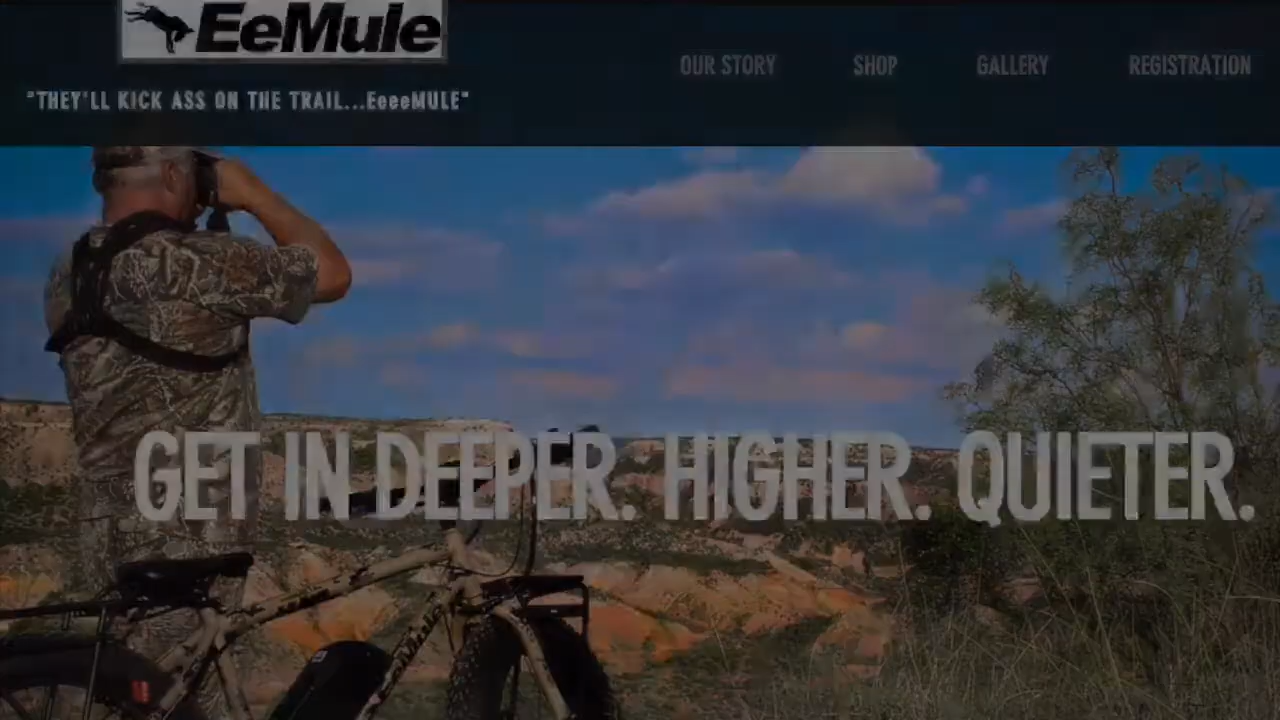 EeMule
OUR STORY SHOP GALLERY REGISTRATION
"THEY'LL KICK ASS ON THE TRAIL...EeeeMULE"
GET IN DEEPER. HIGHER. QUIETER.